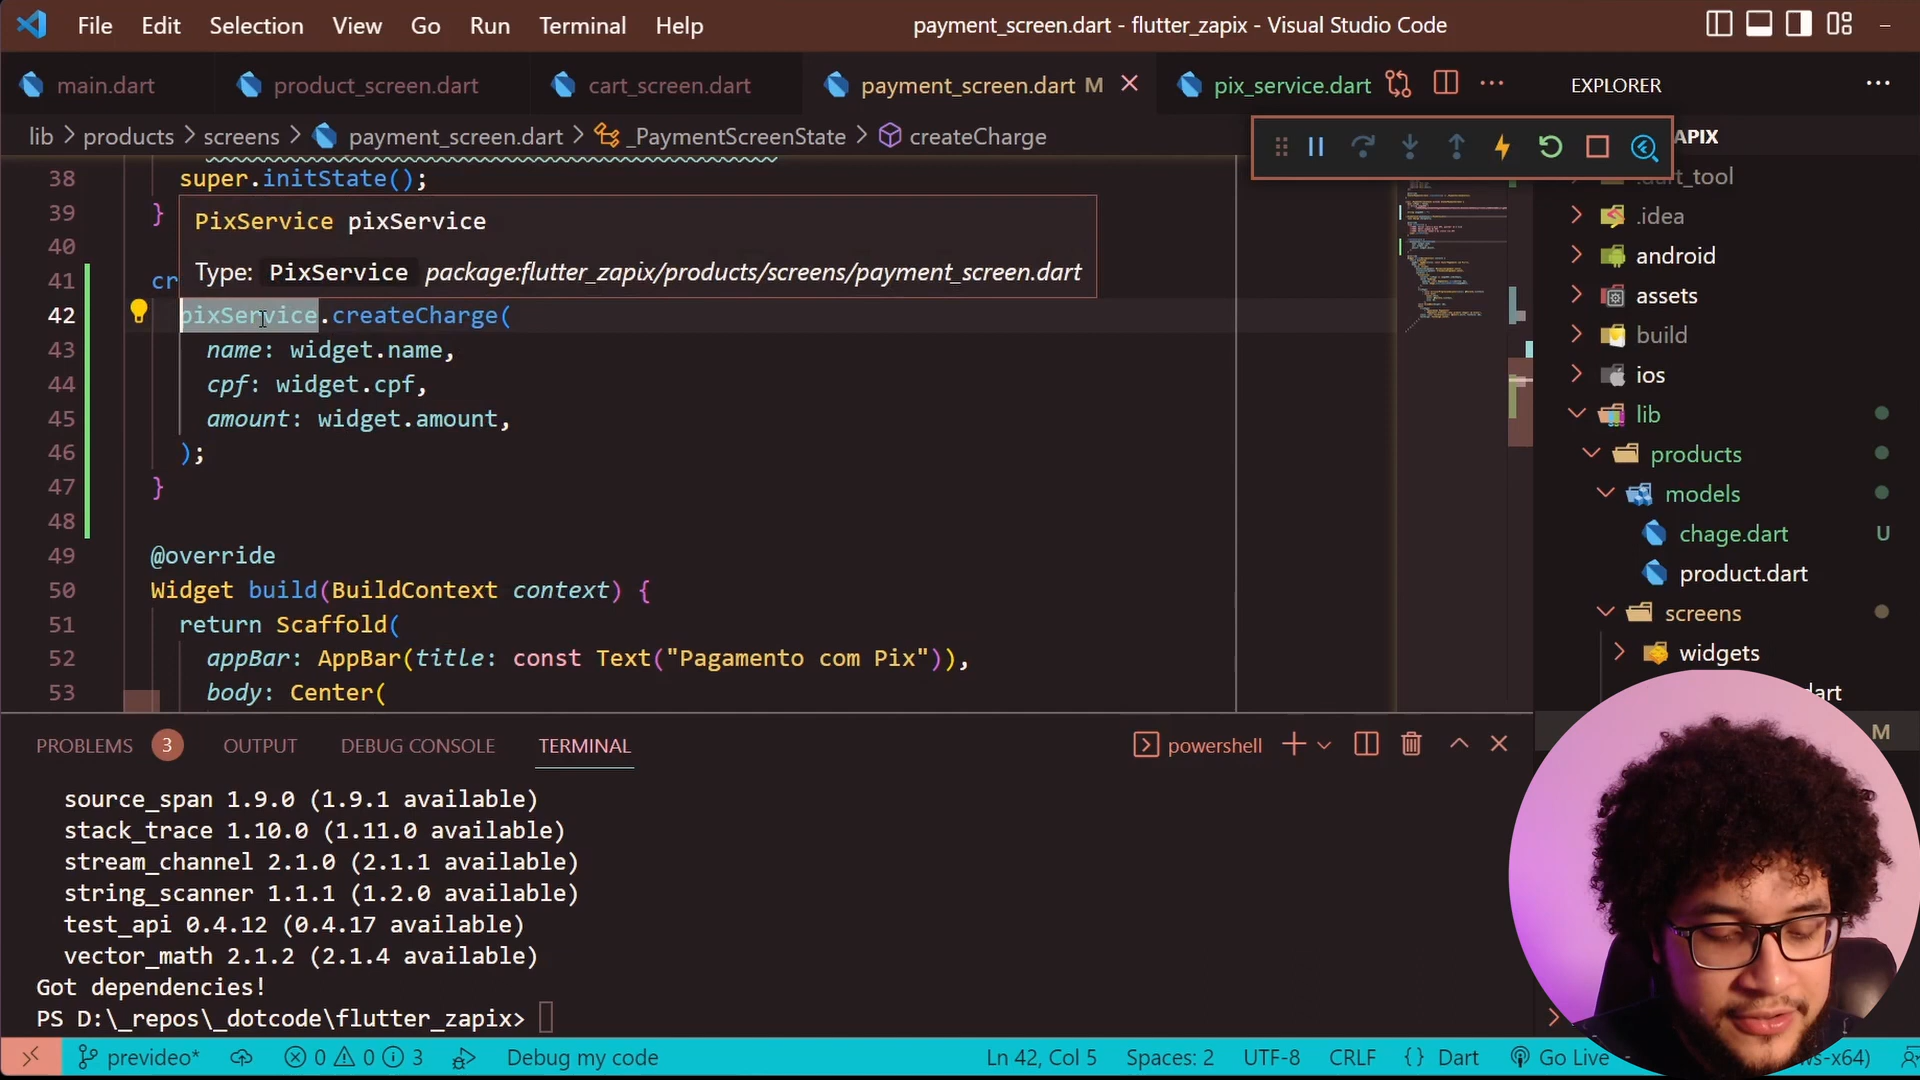 File Edit Selection View Go Run Terminal Help payment_screen.dart - flutter_zapix - Visual Studio Code
main.dart product_screen.dart cart_screen.dart payment_screen.dart M pix_service.dart EXPLORER
lib > products > screens > payment_screen.dart > _PaymentScreenState > createCharge
APIX
38 super.initState();
39 }
PixService pixService
Type: PixService package:flutter_zapix/products/screens/payment_screen.dart
40
41 cr
42 pixService.createCharge(
43 name: widget.name,
44 cpf: widget.cpf,
45 amount: widget.amount,
46 );
47 }
48
49 @override
50 Widget build(BuildContext context) {
51 return Scaffold(
52 appBar: AppBar(title: const Text("Pagamento com Pix")),
53 body: Center(
.dart_tool
.idea
android
assets
build
ios
lib
products
models
chage.dart U
product.dart
screens
widgets
dart
M
PROBLEMS 3 OUTPUT DEBUG CONSOLE TERMINAL powershell
source_span 1.9.0 (1.9.1 available)
stack_trace 1.10.0 (1.11.0 available)
stream_channel 2.1.0 (2.1.1 available)
string_scanner 1.1.1 (1.2.0 available)
test_api 0.4.12 (0.4.17 available)
vector_math 2.1.2 (2.1.4 available)
Got dependencies!
PS D:\_repos\_dotcode\flutter_zapix>
prevideo* 0 0 3 Debug my code Ln 42, Col 5 Spaces: 2 UTF-8 CRLF {} Dart Go Live ws-x64)